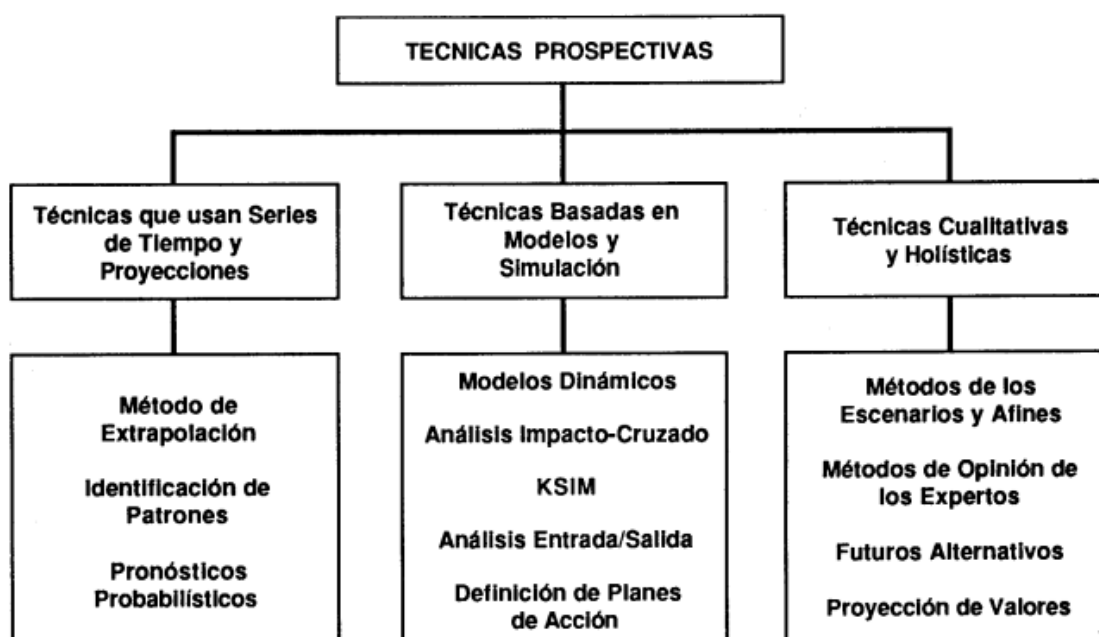 TECNICAS PROSPECTIVAS
Técnicas que usan Series
de Tiempo y
Proyecciones
Técnicas Basadas en
Modelos y
Simulación
Técnicas Cualitativas
y Holísticas
Método de
Extrapolación
Identificación de
Patrones
Pronósticos
Probabilísticos
Modelos Dinámicos
Análisis Impacto-Cruzado
KSIM
Análisis Entrada/Salida
Definición de Planes
de Acción
Métodos de los
Escenarios y Afines
Métodos de Opinión de
los Expertos
Futuros Alternativos
Proyección de Valores